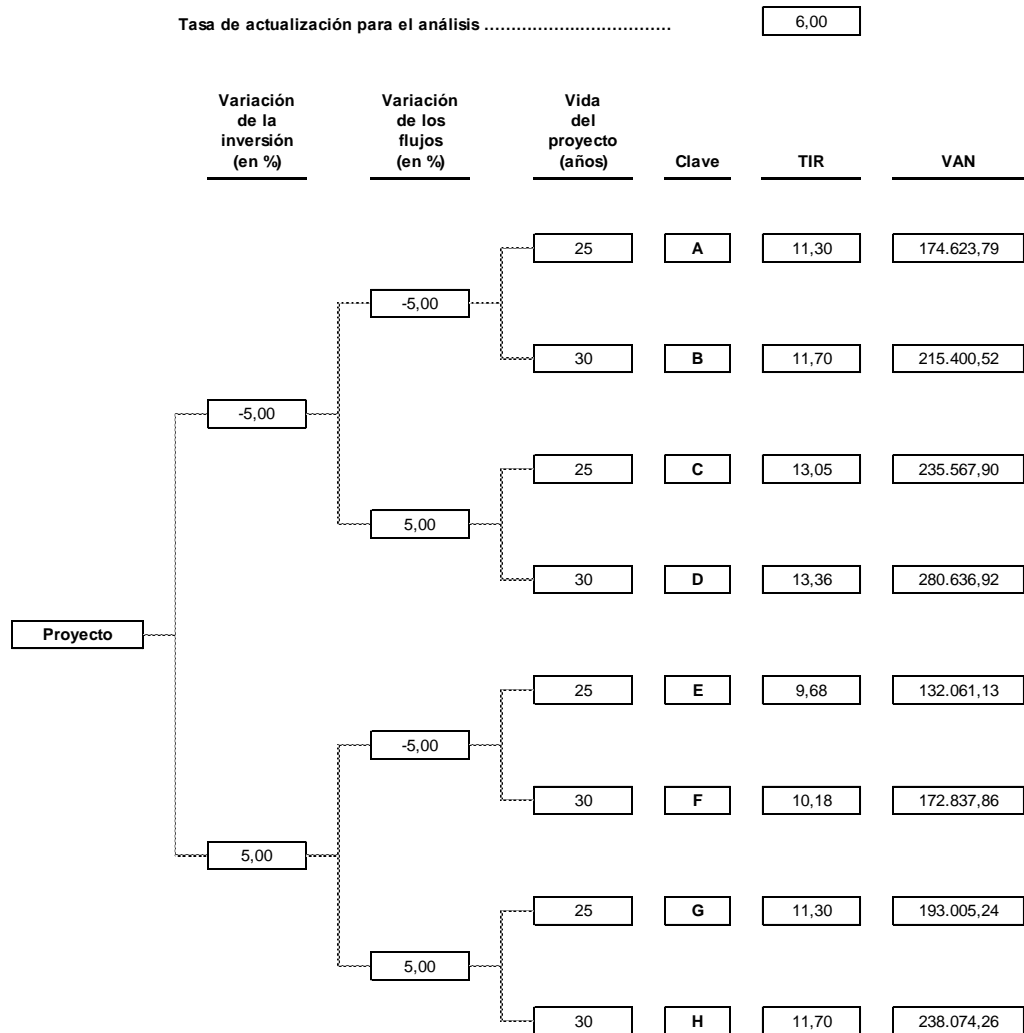 Tasa de actualización para el análisis ……………………………… 6,00
Variación Variación Vida
de la de los del
inversión flujos proyecto
(en %) (en %) (años) Clave TIR VAN
25 A 11,30 174.623,79
-5,00
30 B 11,70 215.400,52
-5,00
25 C 13,05 235.567,90
5,00
30 D 13,36 280.636,92
Proyecto
25 E 9,68 132.061,13
-5,00
30 F 10,18 172.837,86
5,00
25 G 11,30 193.005,24
5,00
30 H 11,70 238.074,26